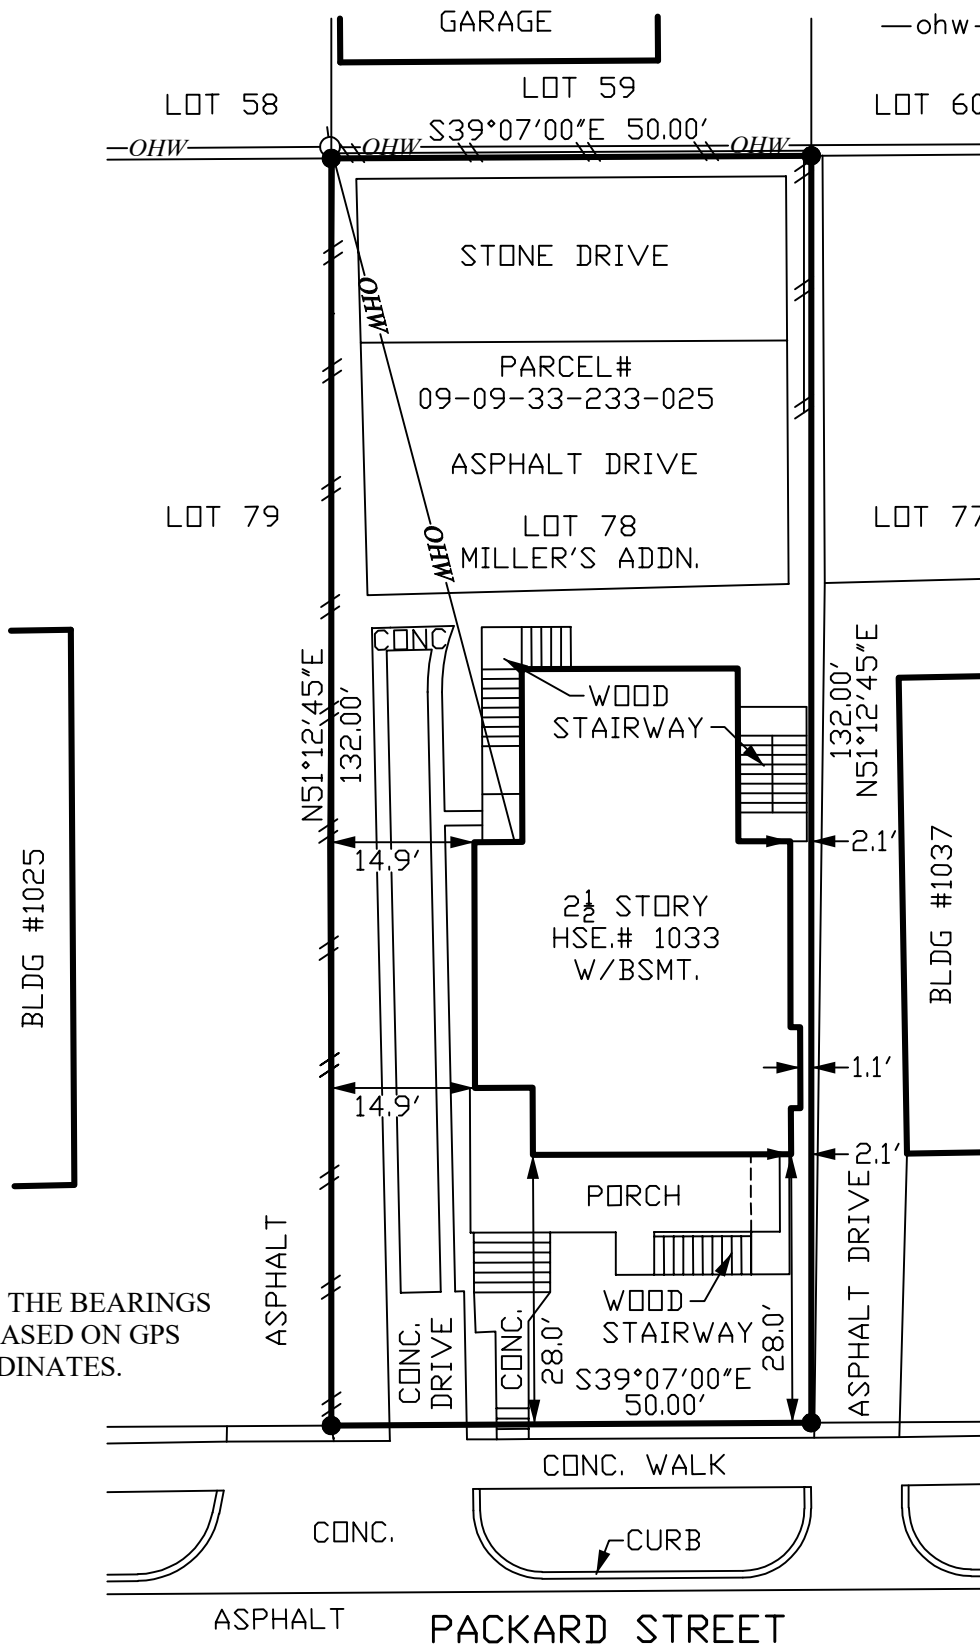 GARAGE
ohw
LOT 58
LOT 59
LOT 60
S39°07'00"E 50.00'
OHW
OHW
OHW
STONE DRIVE
OHW
PARCEL#
09-09-33-233-025
ASPHALT DRIVE
LOT 79
LOT 78
MILLER'S ADDN.
LOT 77
OHW
CONC
N51°12'45"E
132.00'
WOOD
STAIRWAY
132.00'
N51°12'45"E
14.9'
2.1'
BLDG #1025
2½ STORY
HSE.# 1033
W/BSMT.
BLDG #1037
1.1'
14.9'
2.1'
PORCH
ASPHALT
ASPHALT DRIVE
THE BEARINGS
ASED ON GPS
DINATES.
WOOD
STAIRWAY
CONC.
DRIVE
CONC.
28.0'
28.0'
S39°07'00"E
50.00'
CONC. WALK
CONC.
CURB
ASPHALT
PACKARD STREET